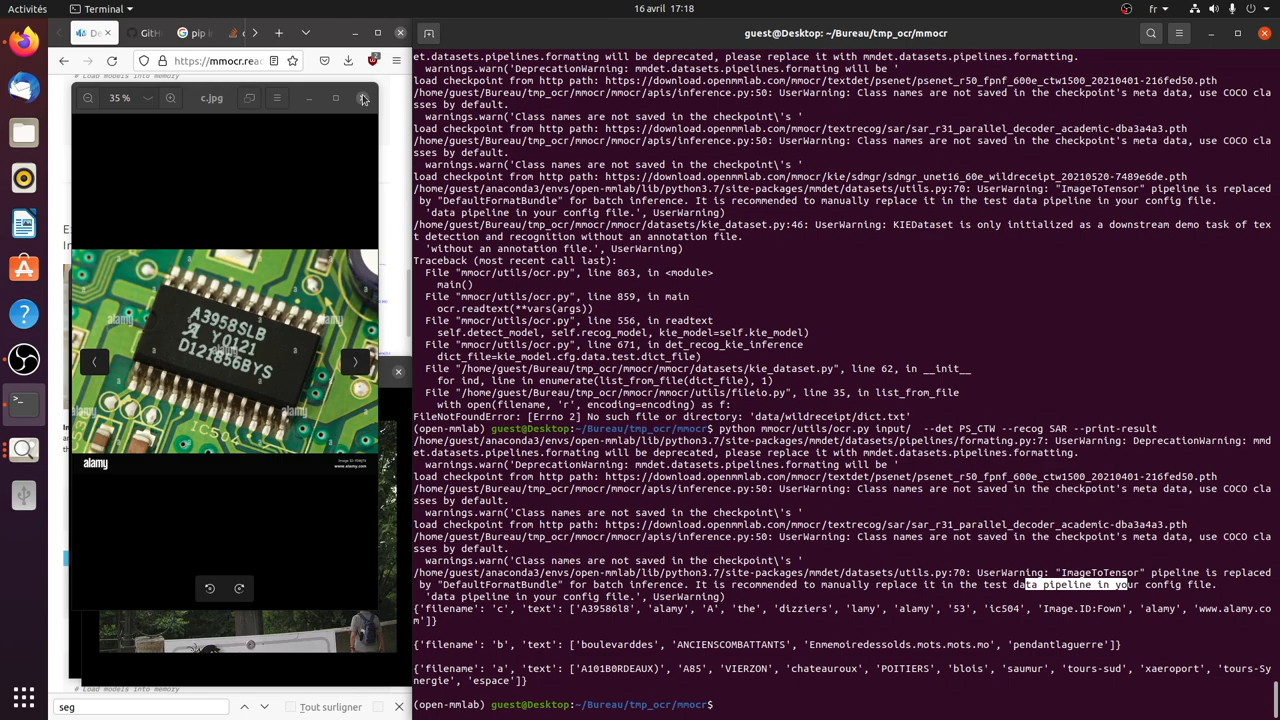 Activités
Terminal
16 avril 17:18
fr
De
GitH
pip in
https://mmocr.rea
# Load models into memory
35 %
c.jpg
A3958SLB
A Y0121
alamy
alamy
alamy
alamy
alamy
IC504
alamy
www.alamy.com
# Load models into memory
seg
Tout surligner
guest@Desktop: ~/Bureau/tmp_ocr/mmocr
et.datasets.pipelines.formating will be deprecated, please replace it with mmdet.datasets.pipelines.formatting.
warnings.warn('DeprecationWarning: mmdet.datasets.pipelines.formating will be '
load checkpoint from http path: https://download.openmmlab.com/mmocr/textdet/psenet/psenet_r50_fpnf_600e_ctw1500_20210401-216fed50.pth
/home/guest/Bureau/tmp_ocr/mmocr/mmocr/apis/inference.py:50: UserWarning: Class names are not saved in the checkpoint's meta data, use COCO cla
sses by default.
warnings.warn('Class names are not saved in the checkpoint\'s '
load checkpoint from http path: https://download.openmmlab.com/mmocr/textrecog/sar/sar_r31_parallel_decoder_academic-dba3a4a3.pth
/home/guest/Bureau/tmp_ocr/mmocr/mmocr/apis/inference.py:50: UserWarning: Class names are not saved in the checkpoint's meta data, use COCO cla
sses by default.
warnings.warn('Class names are not saved in the checkpoint\'s '
load checkpoint from http path: https://download.openmmlab.com/mmocr/kie/sdmgr/sdmgr_unet16_60e_wildreceipt_20210520-7489e6de.pth
/home/guest/anaconda3/envs/open-mmlab/lib/python3.7/site-packages/mmdet/datasets/utils.py:70: UserWarning: "ImageToTensor" pipeline is replaced
by "DefaultFormatBundle" for batch inference. It is recommended to manually replace it in the test data pipeline in your config file.
'data pipeline in your config file.', UserWarning)
/home/guest/Bureau/tmp_ocr/mmocr/mmocr/datasets/kie_dataset.py:46: UserWarning: KIEDataset is only initialized as a downstream demo task of tex
t detection and recognition without an annotation file.
'without an annotation file.', UserWarning)
Traceback (most recent call last):
File "mmocr/utils/ocr.py", line 863, in <module>
main()
File "mmocr/utils/ocr.py", line 859, in main
ocr.readtext(**vars(args))
File "mmocr/utils/ocr.py", line 556, in readtext
self.detect_model, self.recog_model, kie_model=self.kie_model)
File "mmocr/utils/ocr.py", line 671, in det_recog_kie_inference
dict_file=kie_model.cfg.data.test.dict_file)
File "/home/guest/Bureau/tmp_ocr/mmocr/mmocr/datasets/kie_dataset.py", line 62, in __init__
for ind, line in enumerate(list_from_file(dict_file), 1)
File "/home/guest/Bureau/tmp_ocr/mmocr/mmocr/utils/fileio.py", line 35, in list_from_file
with open(filename, 'r', encoding=encoding) as f:
FileNotFoundError: [Errno 2] No such file or directory: 'data/wildreceipt/dict.txt'
(open-mmlab) guest@Desktop:~/Bureau/tmp_ocr/mmocr$ python mmocr/utils/ocr.py input/ --det PS_CTW --recog SAR --print-result
/home/guest/anaconda3/envs/open-mmlab/lib/python3.7/site-packages/mmdet/datasets/pipelines/formating.py:7: UserWarning: DeprecationWarning: mmd
et.datasets.pipelines.formating will be deprecated, please replace it with mmdet.datasets.pipelines.formatting.
warnings.warn('DeprecationWarning: mmdet.datasets.pipelines.formating will be '
load checkpoint from http path: https://download.openmmlab.com/mmocr/textdet/psenet/psenet_r50_fpnf_600e_ctw1500_20210401-216fed50.pth
/home/guest/Bureau/tmp_ocr/mmocr/mmocr/apis/inference.py:50: UserWarning: Class names are not saved in the checkpoint's meta data, use COCO cla
sses by default.
warnings.warn('Class names are not saved in the checkpoint\'s '
load checkpoint from http path: https://download.openmmlab.com/mmocr/textrecog/sar/sar_r31_parallel_decoder_academic-dba3a4a3.pth
/home/guest/Bureau/tmp_ocr/mmocr/mmocr/apis/inference.py:50: UserWarning: Class names are not saved in the checkpoint's meta data, use COCO cla
sses by default.
warnings.warn('Class names are not saved in the checkpoint\'s '
/home/guest/anaconda3/envs/open-mmlab/lib/python3.7/site-packages/mmdet/datasets/utils.py:70: UserWarning: "ImageToTensor" pipeline is replaced
by "DefaultFormatBundle" for batch inference. It is recommended to manually replace it in the test data pipeline in your config file.
'data pipeline in your config file.', UserWarning)
{'filename': 'c', 'text': ['A39586l8', 'alamy', 'A', 'the', 'dizziers', 'lamy', 'alamy', '53', 'ic504', 'Image.ID:Fown', 'alamy', 'www.alamy.co
m']}
{'filename': 'b', 'text': ['boulevarddes', 'ANCIENSCOMBATTANTS', 'Ennemoiredessolds.mots.mots.mo', 'pendantlaguerre']}
{'filename': 'a', 'text': ['A101B0RDEAUX)', 'A85', 'VIERZON', 'chateauroux', 'POITIERS', 'blois', 'saumur', 'tours-sud', 'xaeroport', 'tours-Sy
nergie', 'espace']}
(open-mmlab) guest@Desktop:~/Bureau/tmp_ocr/mmocr$